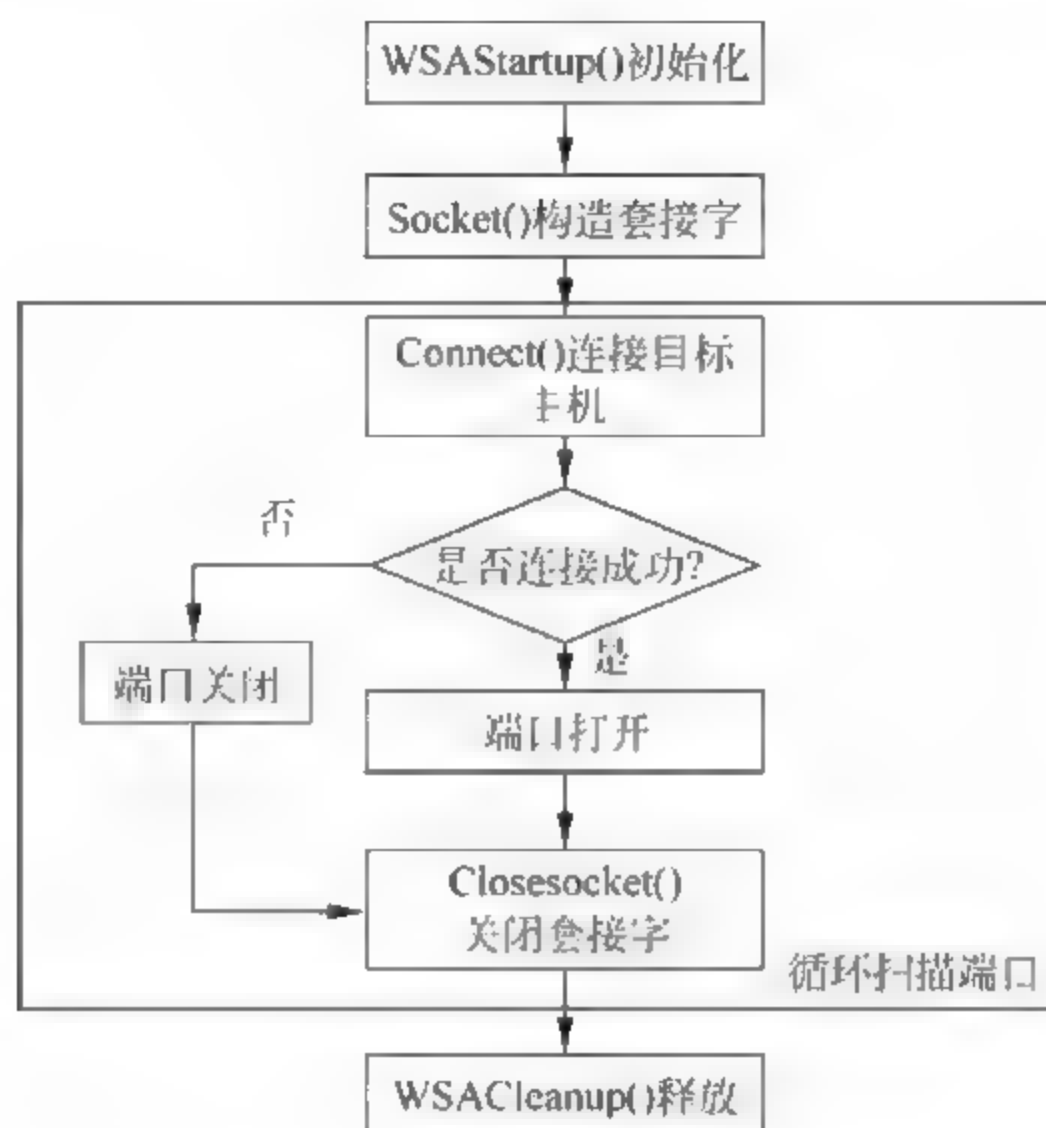 WSAStartup()初始化
Socket()构造套接字
Connect()连接目标
主机
否
是否连接成功?
是
端口关闭
端口打开
Closesocket()
关闭套接字
循环扫描端口
WSACleanup()释放